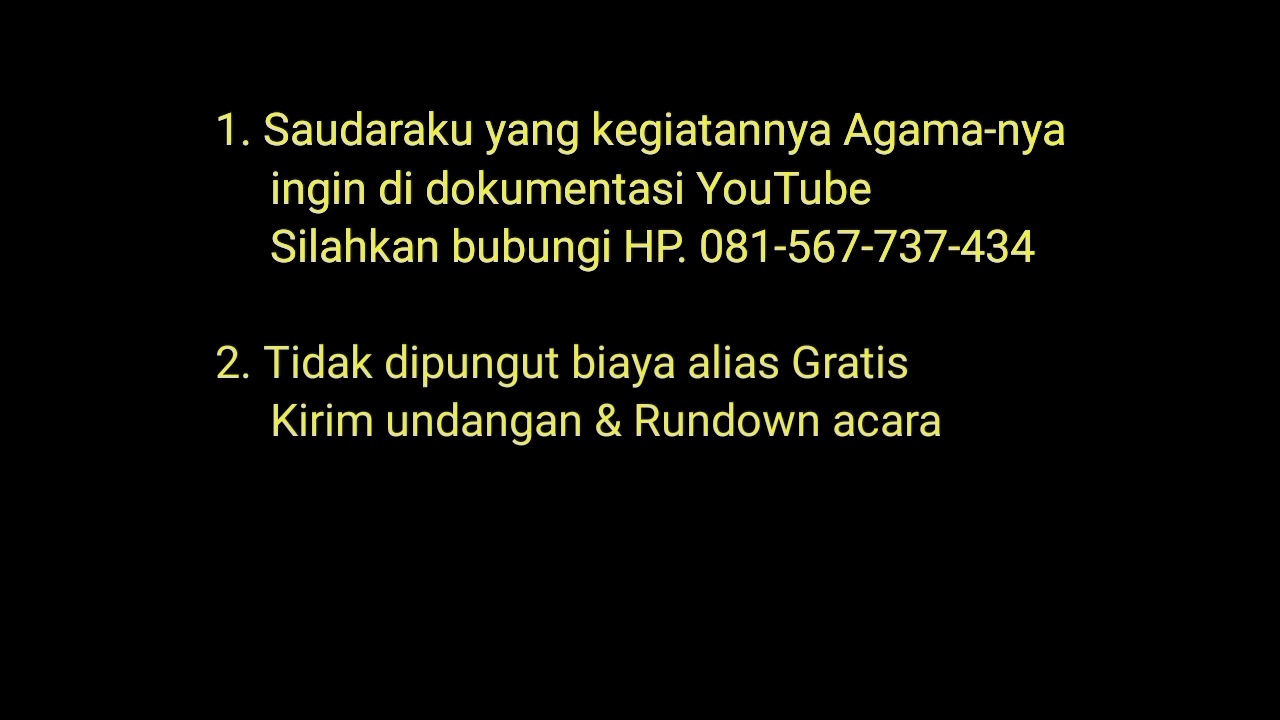 1. Saudaraku yang kegiatannya Agama-nya
ingin di dokumentasi YouTube
Silahkan bubungi HP. 081-567-737-434
2. Tidak dipungut biaya alias Gratis
Kirim undangan & Rundown acara